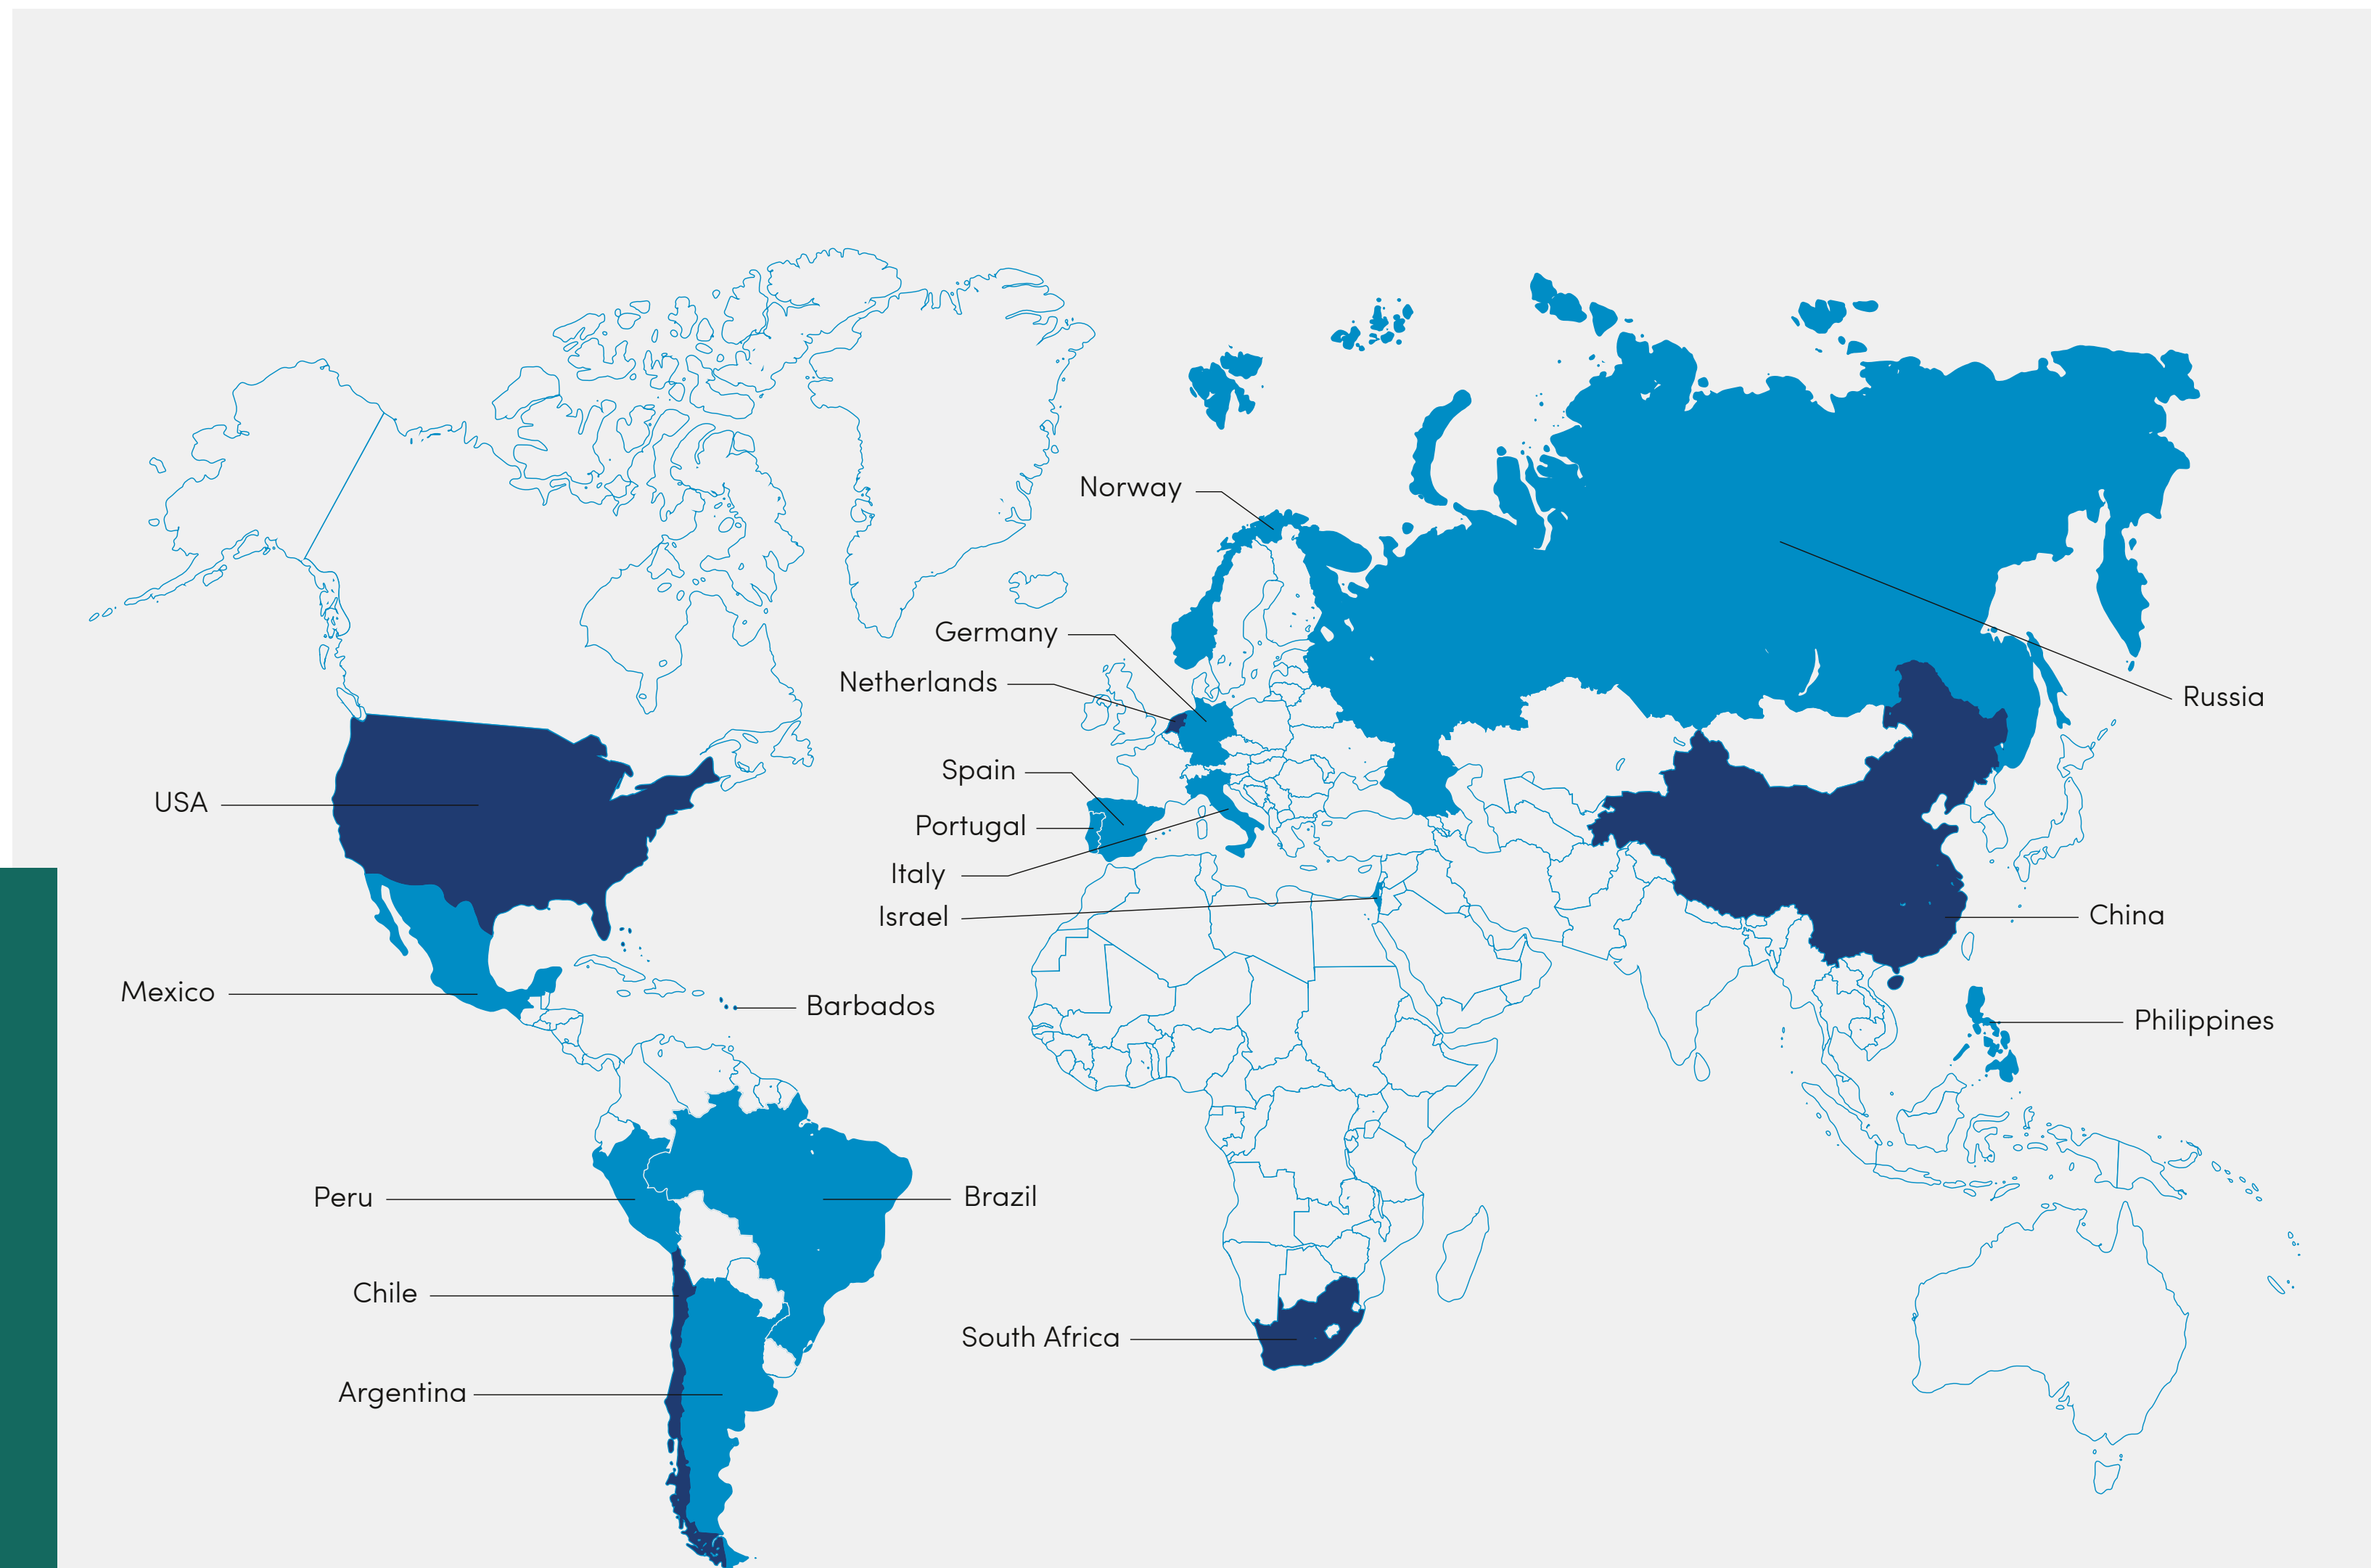 Norway
Germany
Netherlands
Russia
Spain
USA
Portugal
Italy
Israel
China
Mexico
Barbados
Philippines
Peru
Brazil
Chile
South Africa
Argentina